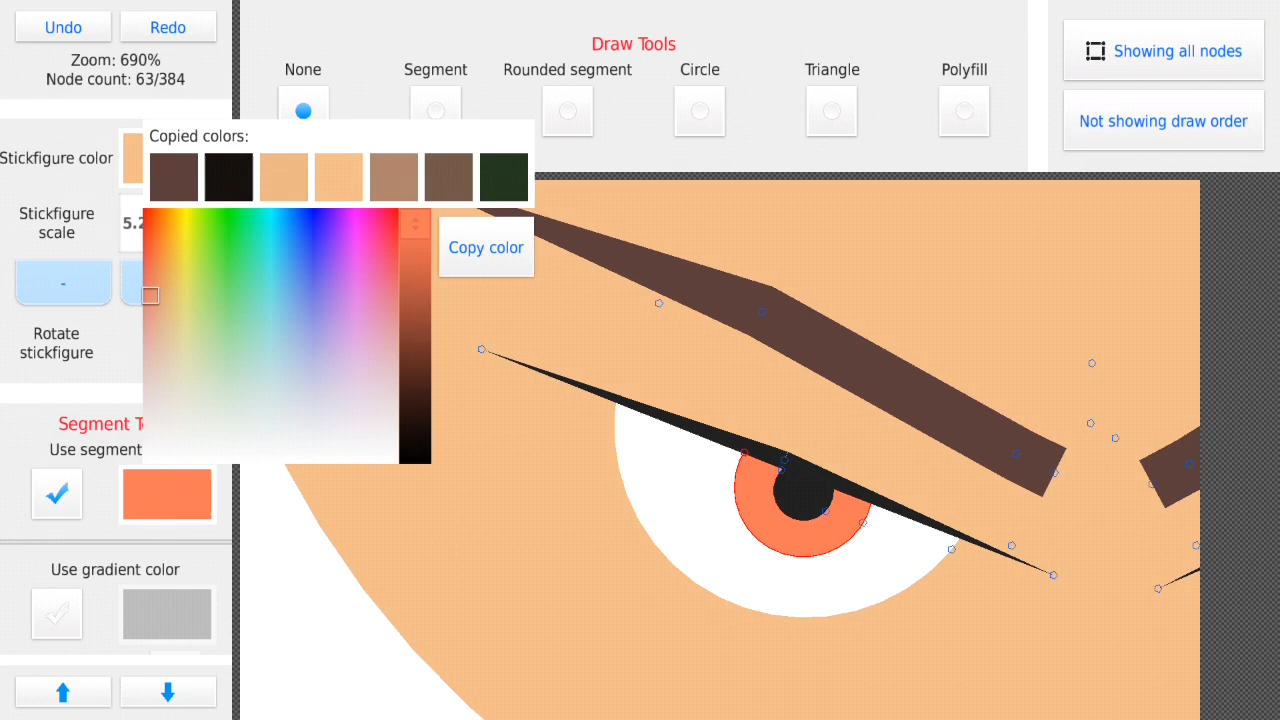 Undo
Redo
Zoom: 690%
Node count: 63/384
Draw Tools
None
Segment
Rounded segment
Circle
Triangle
Polyfill
Showing all nodes
Not showing draw order
Copied colors:
Stickfigure color
Stickfigure
scale
5.2
Copy color
-
Rotate
stickfigure
Segment
Use segment
Use gradient color